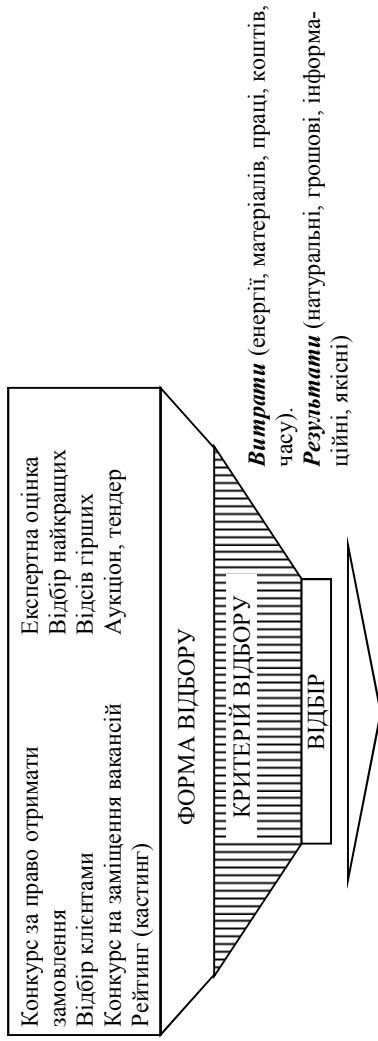 Конкурс за право отримати
замовлення
Відбір клієнтами
Конкурс на заміщення вакансій
Рейтинг (кастинг)
Експертна оцінка
Відбір найкращих
Відсів гірших
Аукціон, тендер
ФОРМА ВІДБОРУ
КРИТЕРІЙ ВІДБОРУ
ВІДБІР
Витрати (енергії, матеріалів, праці, коштів,
часу).
Результати (натуральні, грошові, інформа-
ційні, якісні)